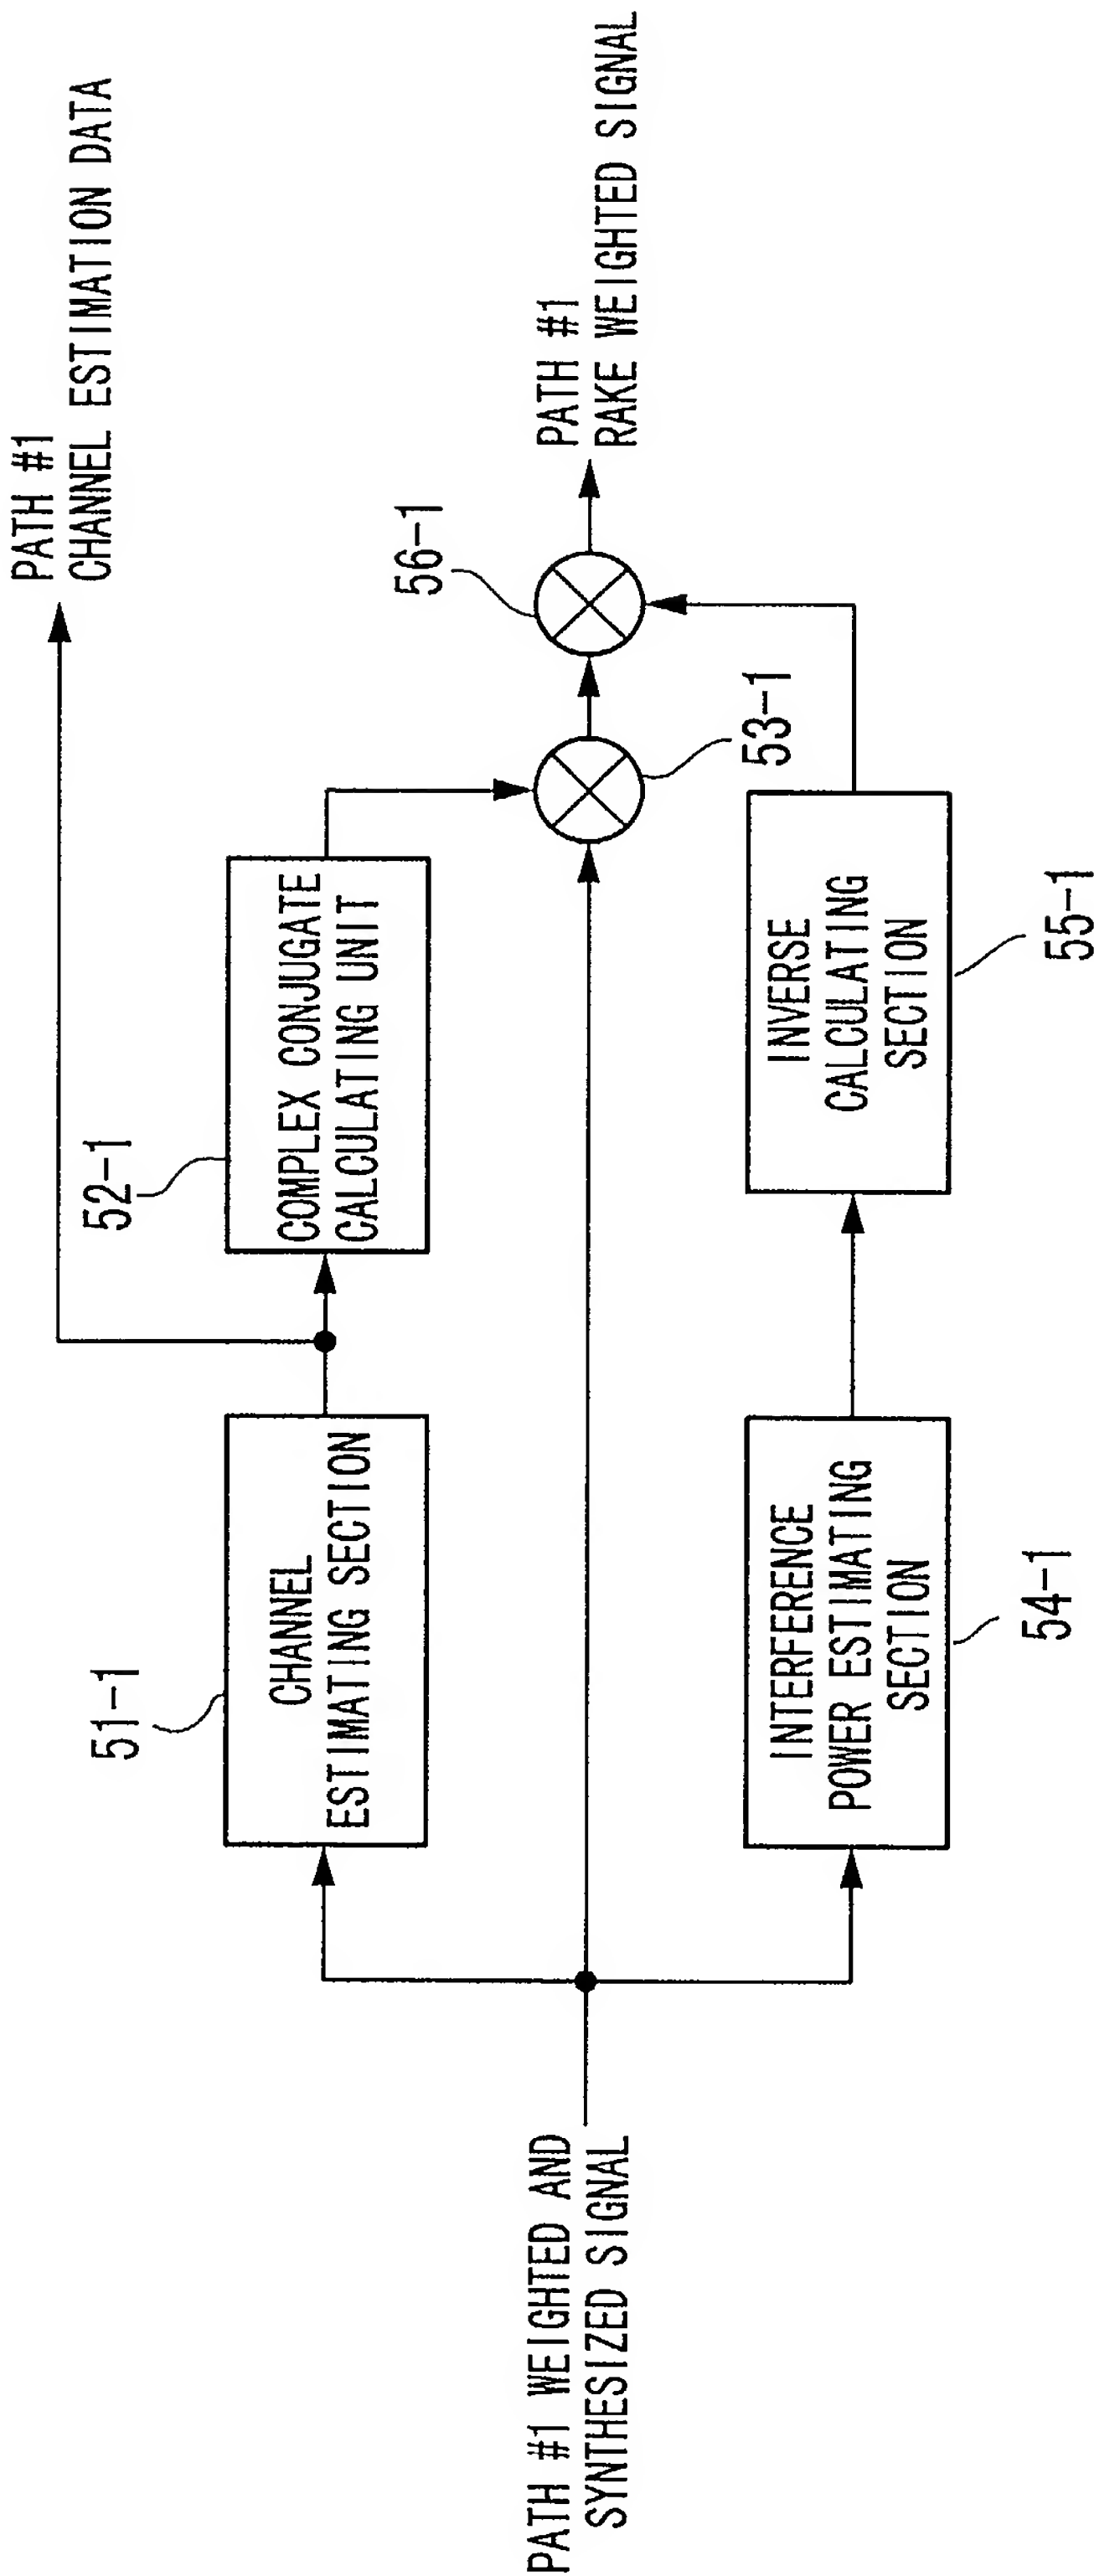 PATH #1
CHANNEL ESTIMATION DATA
51-1
CHANNEL
ESTIMATING SECTION
52-1
COMPLEX CONJUGATE
CALCULATING UNIT
56-1
PATH #1
RAKE WEIGHTED SIGNAL
PATH #1 WEIGHTED AND
SYNTHESIZED SIGNAL
53-1
INTERFERENCE
POWER ESTIMATING
SECTION
54-1
INVERSE
CALCULATING
SECTION
55-1